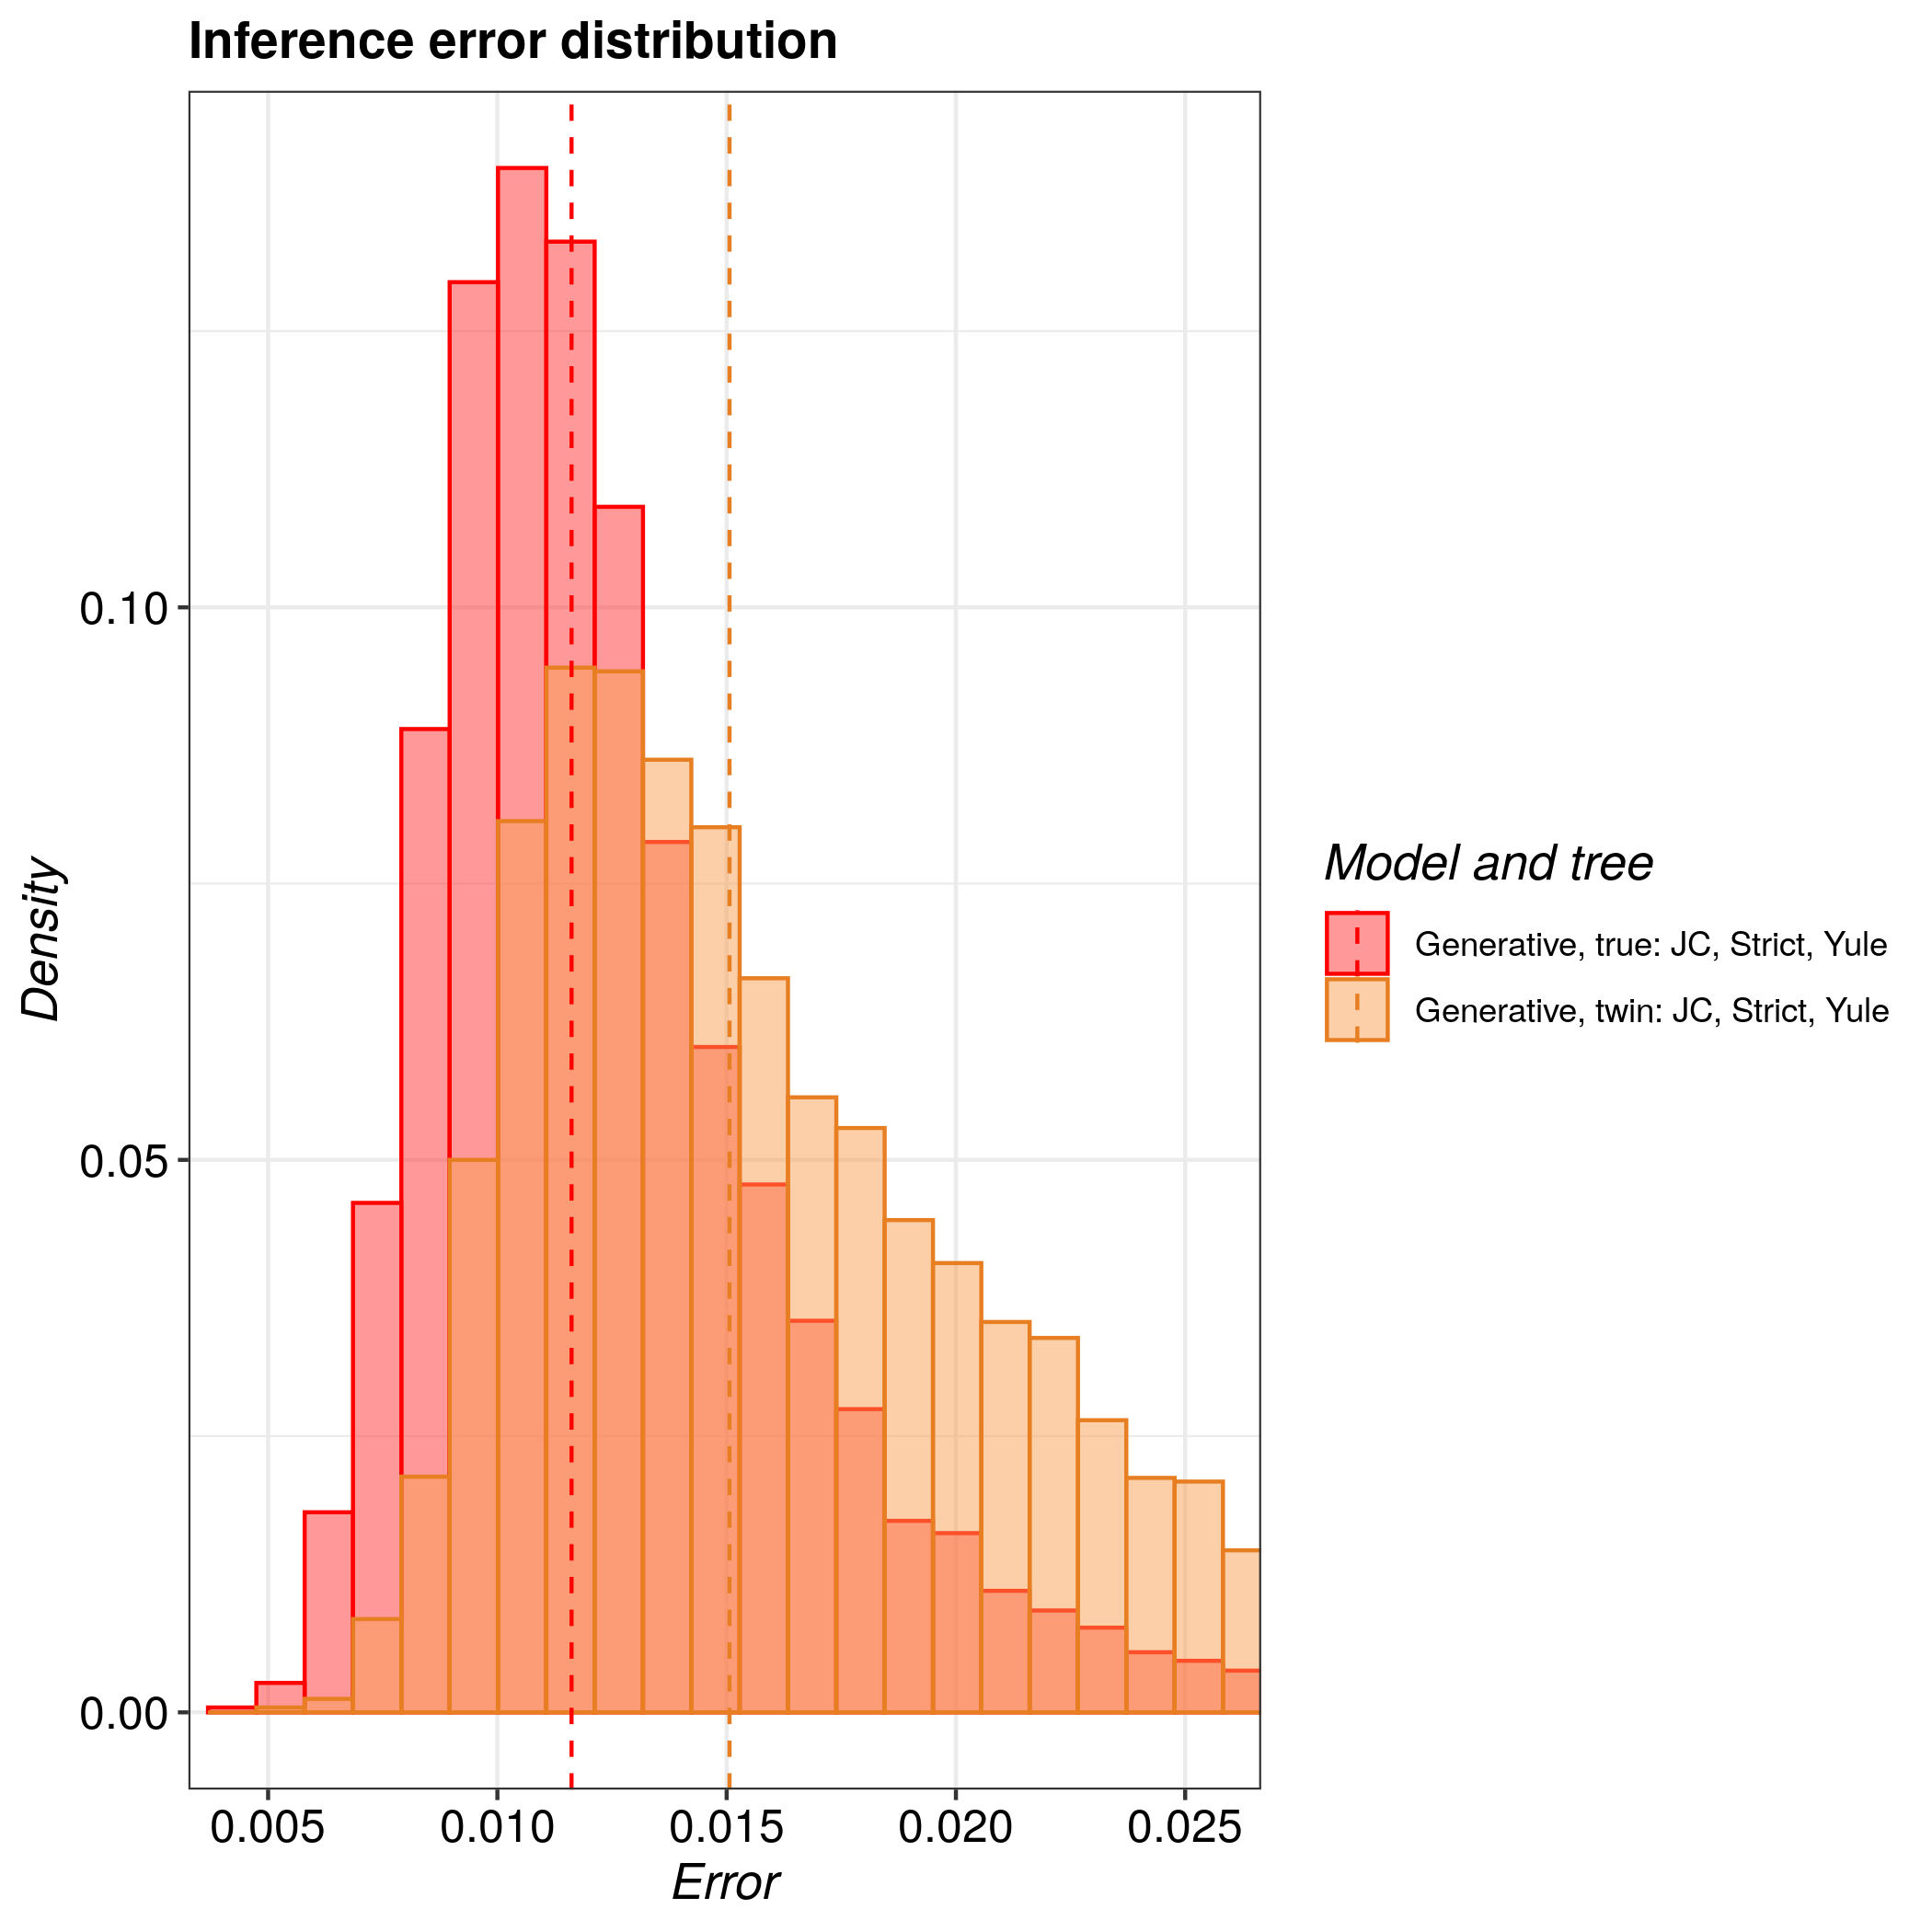 Inference error distribution
Density
0.10
0.05
0.00
0.005 0.010 0.015 0.020 0.025
Error
Model and tree
Generative, true: JC, Strict, Yule
Generative, twin: JC, Strict, Yule